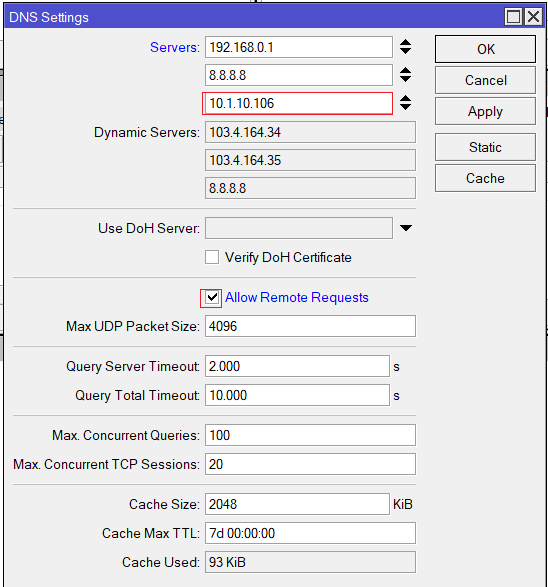 DNS Settings
Servers: 192.168.0.1
OK
8.8.8.8
Cancel
10.1.10.106
Apply
Dynamic Servers: 103.4.164.34
103.4.164.35
Static
8.8.8.8
Cache
Use DoH Server:
Verify DoH Certificate
Allow Remote Requests
Max UDP Packet Size: 4096
Query Server Timeout: 2.000 s
Query Total Timeout: 10.000 s
Max. Concurrent Queries: 100
Max. Concurrent TCP Sessions: 20
Cache Size: 2048 KiB
Cache Max TTL: 7d 00:00:00
Cache Used: 93 KiB